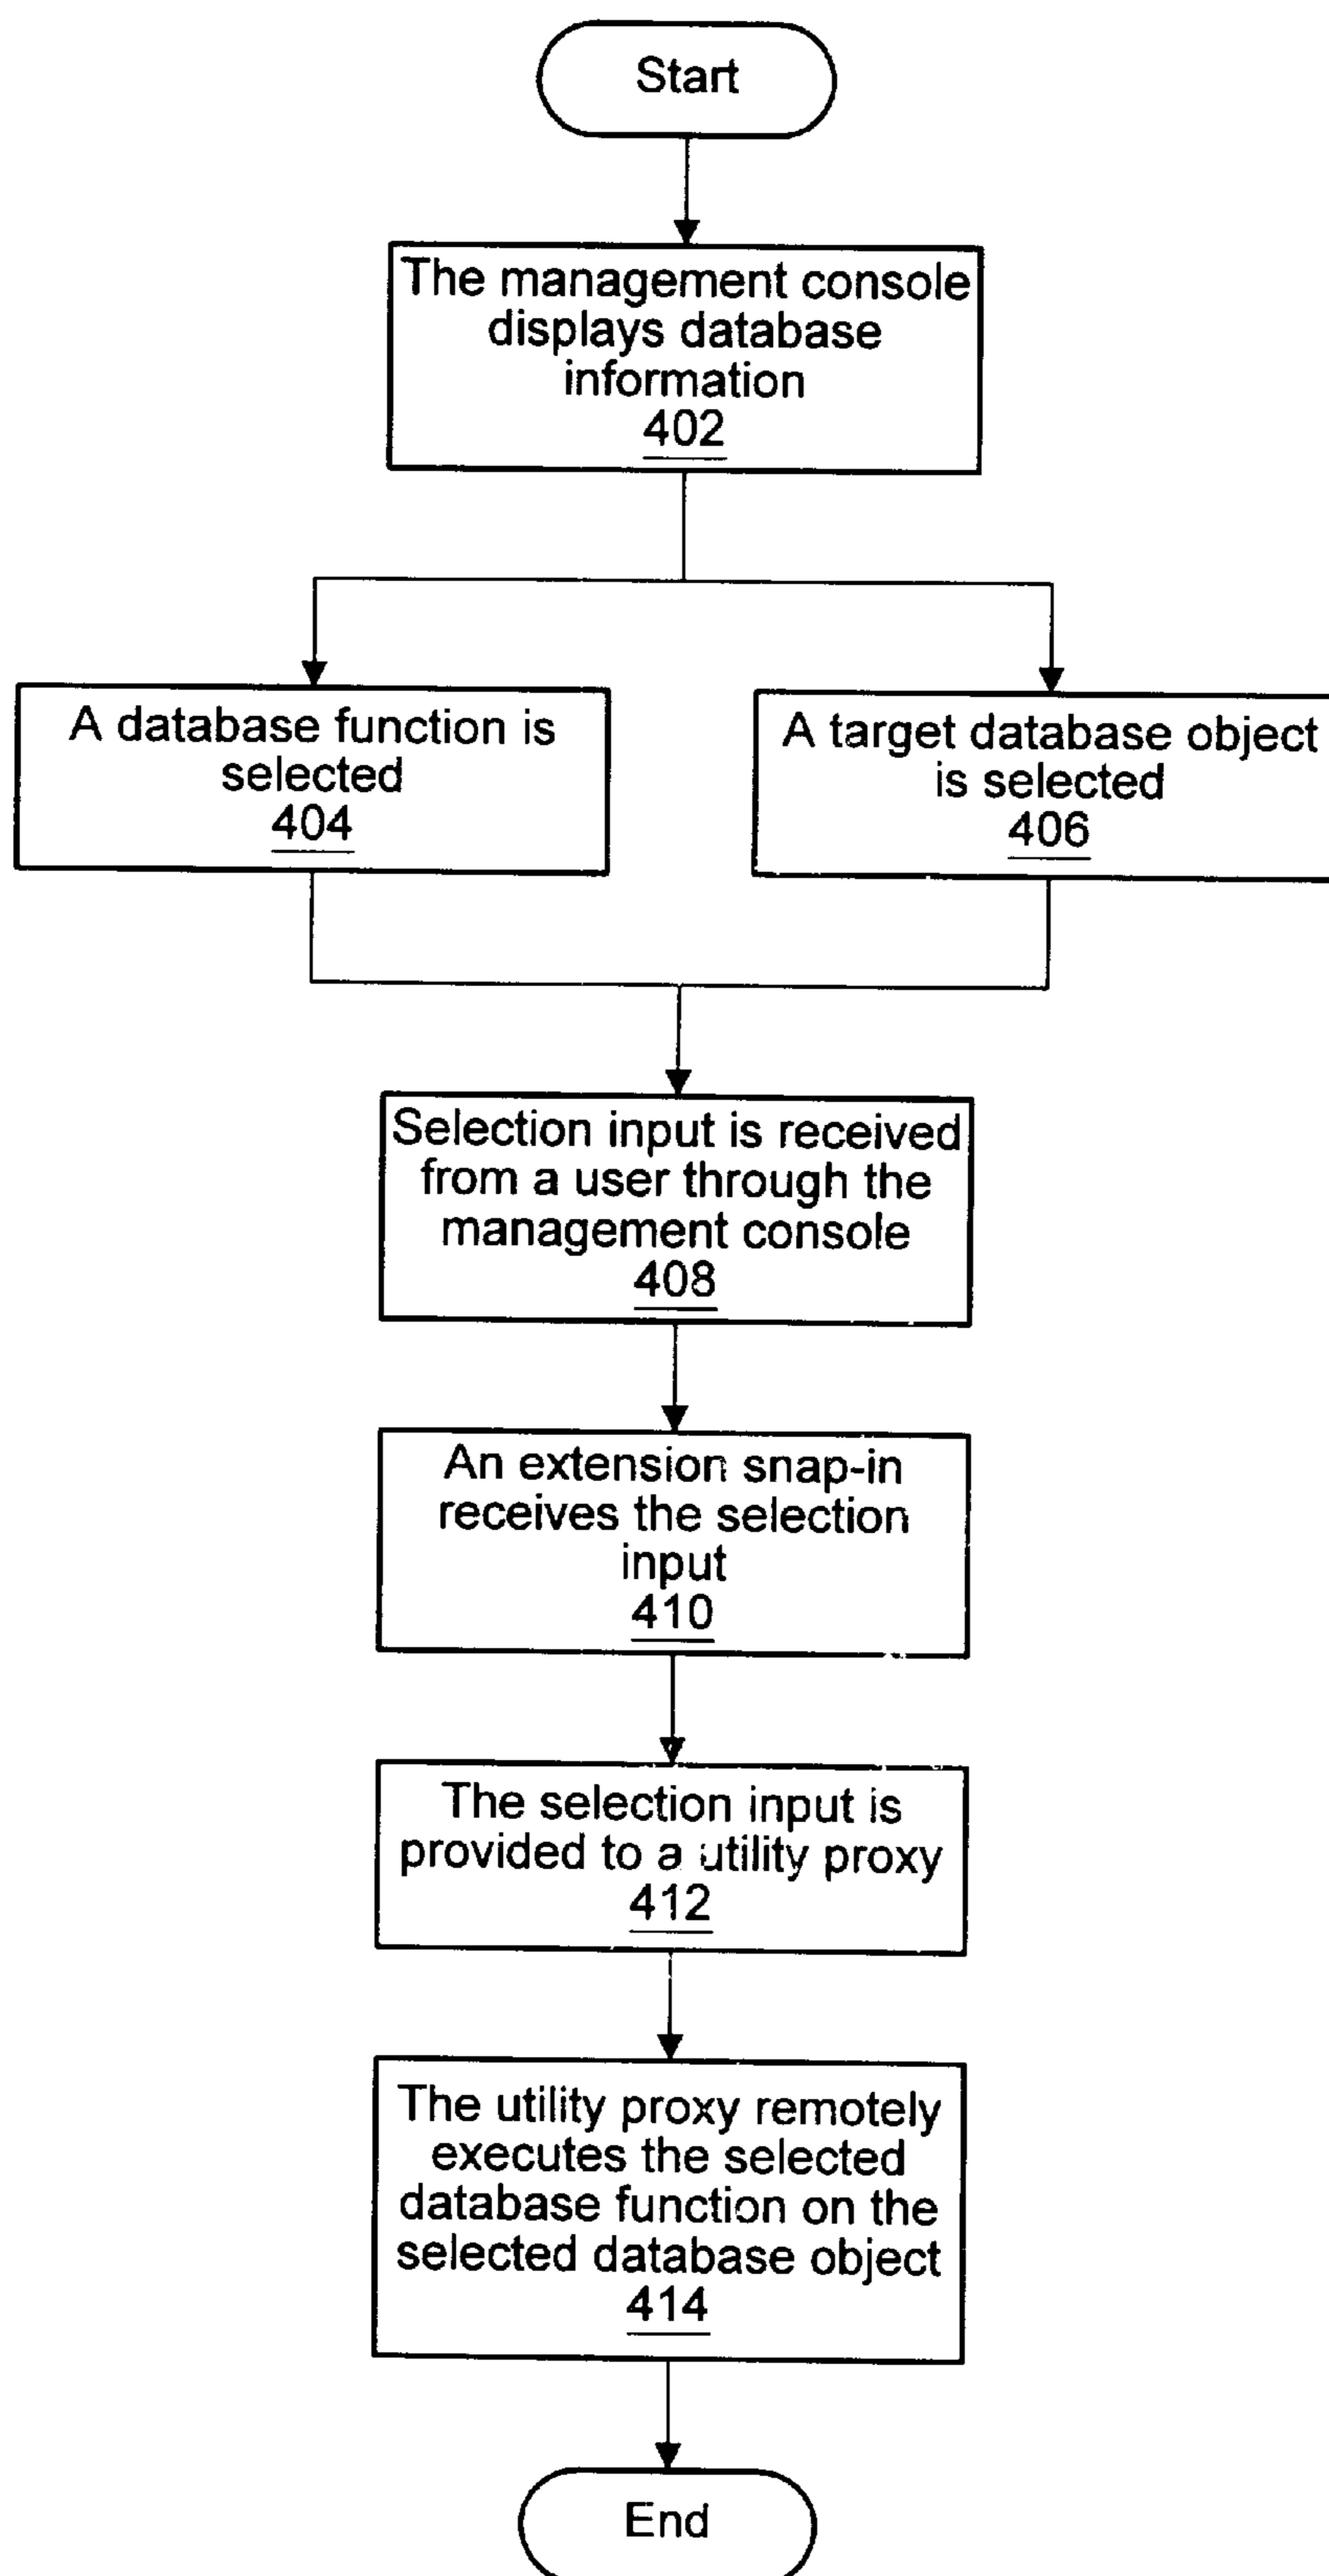 Start
The management console
displays database
information
402
A database function is
selected
404
A target database object
is selected
406
Selection input is received
from a user through the
management console
408
An extension snap-in
receives the selection
input
410
The selection input is
provided to a utility proxy
412
The utility proxy remotely
executes the selected
database function on the
selected database object
414
End